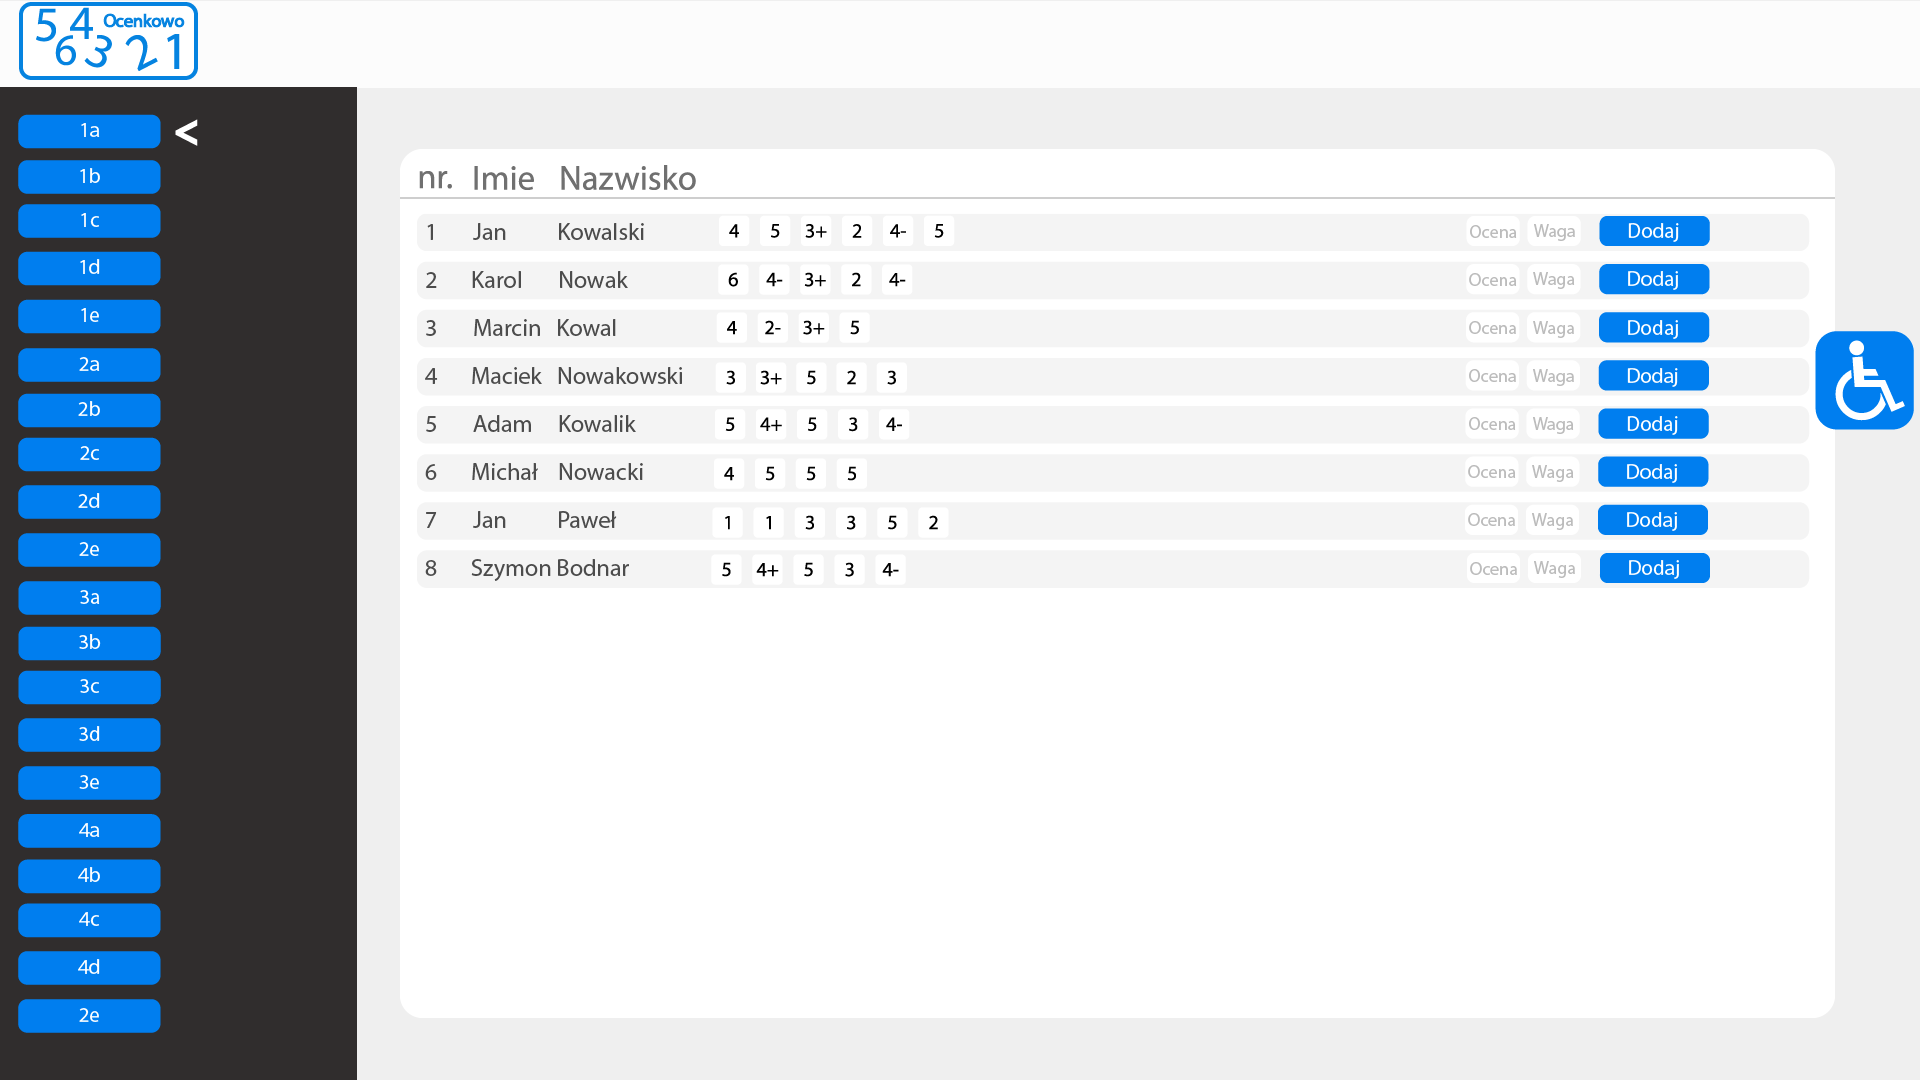 5 4 Ocenkowo
6 3 2 1
1a <
1b
1c
1d
1e
2a
2b
2c
2d
2e
3a
3b
3c
3d
3e
4a
4b
4c
4d
2e
nr. Imie Nazwisko
1 Jan Kowalski 4 5 3+ 2 4- 5 Ocena Waga Dodaj
2 Karol Nowak 6 4- 3+ 2 4- Ocena Waga Dodaj
3 Marcin Kowal 4 2- 3+ 5 Ocena Waga Dodaj
4 Maciek Nowakowski 3 3+ 5 2 3 Ocena Waga Dodaj
5 Adam Kowalik 5 4+ 5 3 4- Ocena Waga Dodaj
6 Michał Nowacki 4 5 5 5 Ocena Waga Dodaj
7 Jan Paweł 1 1 3 3 5 2 Ocena Waga Dodaj
8 Szymon Bodnar 5 4+ 5 3 4- Ocena Waga Dodaj